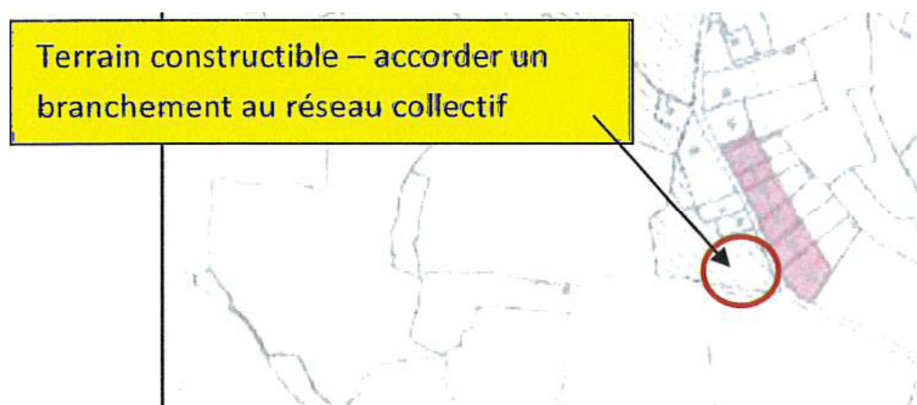 Terrain constructible – accorder un
branchement au réseau collectif